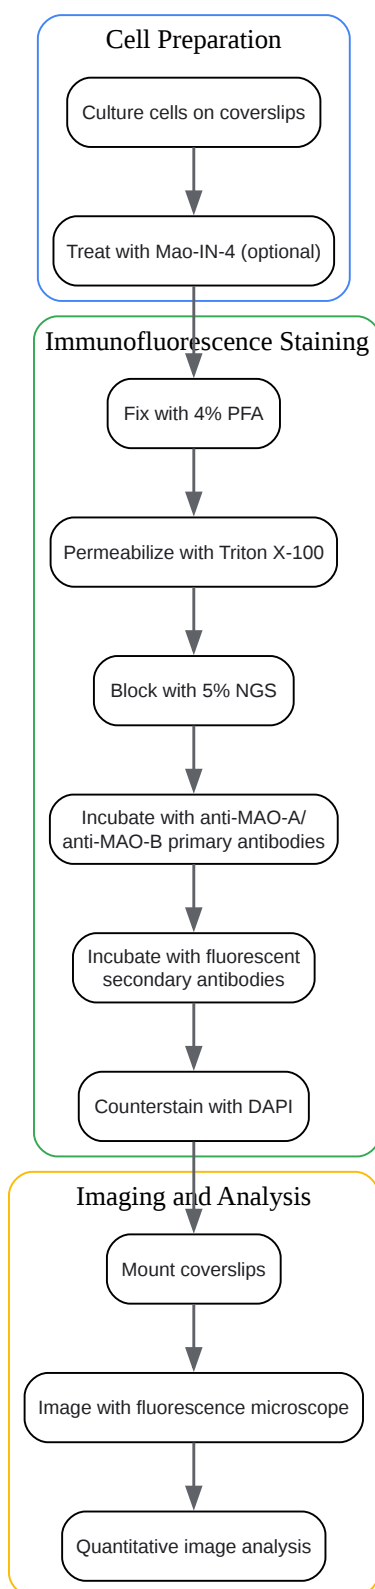 Cell Preparation
Culture cells on coverslips
Treat with Mao-IN-4 (optional)
Immunofluorescence Staining
Fix with 4% PFA
Permeabilize with Triton X-100
Block with 5% NGS
Incubate with anti-MAO-A/
anti-MAO-B primary antibodies
Incubate with fluorescent
secondary antibodies
Counterstain with DAPI
Imaging and Analysis
Mount coverslips
Image with fluorescence microscope
Quantitative image analysis